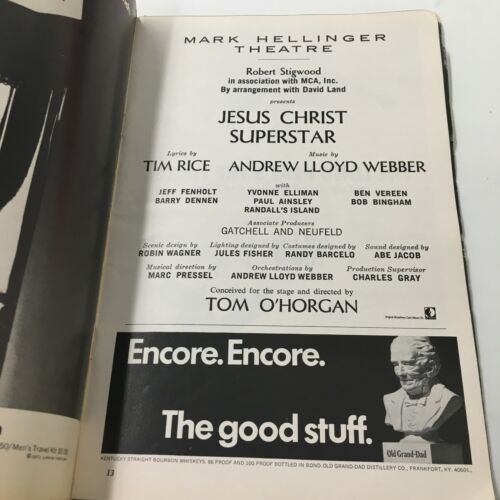 MARK HELLINGER
THEATRE
Robert Stigwood
in association with MCA, Inc.
By arrangement with David Land
presents
JESUS CHRIST
SUPERSTAR
Lyrics by
TIM RICE
Music by
ANDREW LLOYD WEBBER
with
JEFF FENHOLT YVONNE ELLIMAN BEN VEREEN
BARRY DENNEN PAUL AINSLEY BOB BINGHAM
RANDALL'S ISLAND
Associate Producers
GATCHELL AND NEUFELD
Scenic design by Lighting designed by Costumes designed by Sound designed by
ROBIN WAGNER JULES FISHER RANDY BARCELO ABE JACOB
Musical direction by Orchestrations by Production Supervisor
MARC PRESSEL ANDREW LLOYD WEBBER CHARLES GRAY
Conceived for the stage and directed by
TOM O'HORGAN
Encore. Encore.
The good stuff.
Old Grand-Dad
KENTUCKY STRAIGHT BOURBON WHISKEYS. 86 PROOF AND 100 PROOF BOTTLED IN BOND. OLD GRAND-DAD DISTILLERY CO., FRANKFORT, KY. 40601.
13
Men's Travel Kit